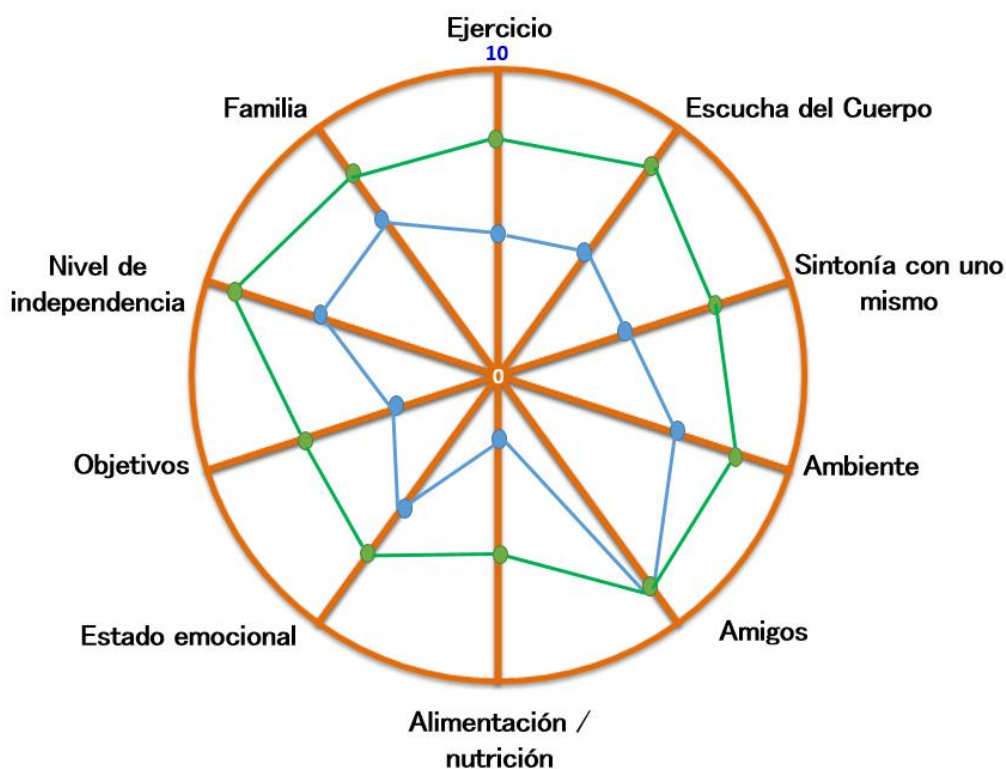 Ejercicio
10
Familia
Escucha del Cuerpo
Nivel de
independencia
Sintonía con uno
mismo
0
Objetivos
Ambiente
Estado emocional
Amigos
Alimentación /
nutrición